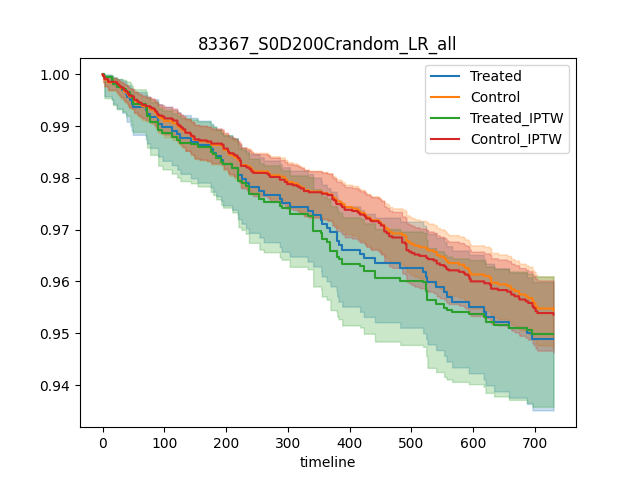 83367_S0D200Crandom_LR_all
1.00
0.99
0.98
0.97
0.96
0.95
0.94
Treated
Control
Treated_IPTW
Control_IPTW
0 100 200 300 400 500 600 700
timeline